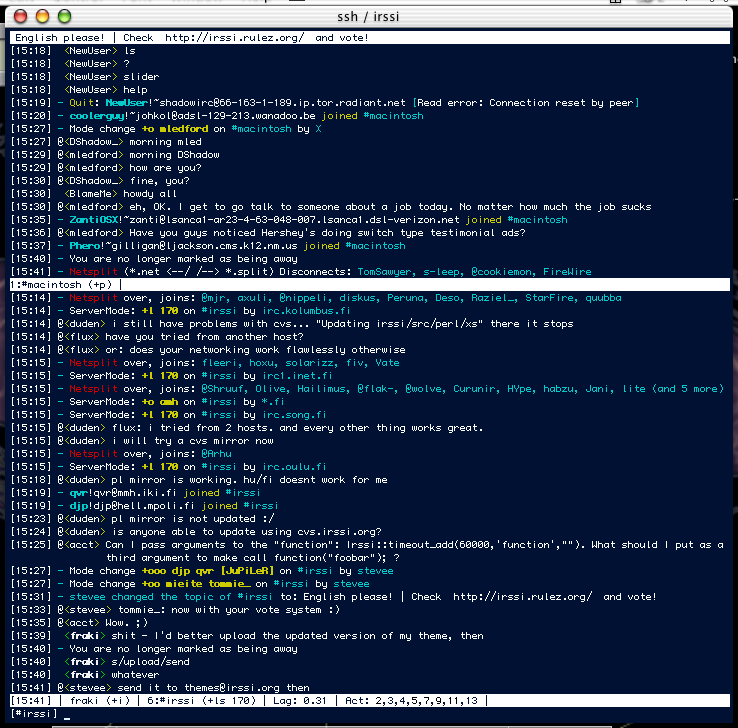 ssh / irssi
English please! | Check  http://irssi.rulez.org/  and vote!
[15:18]  <NewUser> ls
[15:18]  <NewUser> ?
[15:18]  <NewUser> slider
[15:18]  <NewUser> help
[15:19] - Quit: NewUser!~shadowirc@66-163-1-189.ip.tor.radiant.net [Read error: Connection reset by peer]
[15:20] - coolerguy!~johkol@adsl-129-213.wanadoo.be joined #macintosh
[15:27] - Mode change +o mledford on #macintosh by X
[15:27] @<DShadow_> morning mled
[15:29] @<mledford> morning DShadow
[15:29] @<mledford> how are you?
[15:30] @<DShadow_> fine, you?
[15:30]  <BlameMe> howdy all
[15:30] @<mledford> eh, OK. I get to go talk to someone about a job today. No matter how much the job sucks
[15:35] - ZantiOSX!~zanti@lsanca1-ar23-4-63-048-007.lsanca1.dsl-verizon.net joined #macintosh
[15:36] @<mledford> Have you guys noticed Hershey's doing switch type testimonial ads?
[15:37] - Phero!~gilligan@ljackson.cms.k12.nm.us joined #macintosh
[15:40] - You are no longer marked as being away
[15:41] - Netsplit (*.net <--/ /--> *.split) Disconnects: TomSawyer, s-leep, @cookiemon, FireWire
1:#macintosh (+p) |
[15:14] - Netsplit over, joins: @mjr, axuli, @nippeli, diskus, Peruna, Deso, Raziel_, StarFire, quubba
[15:14] - ServerMode: +l 170 on #irssi by irc.kolumbus.fi
[15:14] @<duden> i still have problems with cvs... "Updating irssi/src/perl/xs" there it stops
[15:14] @<flux> have you tried from another host?
[15:14] @<flux> or: does your networking work flawlessly otherwise
[15:15] - Netsplit over, joins: fleeri, hoxu, solarizz, fiv, Vate
[15:15] - ServerMode: +l 170 on #irssi by irc1.inet.fi
[15:15] - Netsplit over, joins: @Shruuf, Olive, Hailimus, @flak-, @wolve, Curunir, HYpe, habzu, Jani, lite (and 5 more)
[15:15] - ServerMode: +o amh on #irssi by *.fi
[15:15] - ServerMode: +l 170 on #irssi by irc.song.fi
[15:15] @<duden> flux: i tried from 2 hosts. and every other thing works great.
[15:15] @<duden> i will try a cvs mirror now
[15:15] - Netsplit over, joins: @Arhu
[15:15] - ServerMode: +l 170 on #irssi by irc.oulu.fi
[15:18] @<duden> pl mirror is working. hu/fi doesnt work for me
[15:19] - qvr!qvr@mmh.iki.fi joined #irssi
[15:19] - djp!djp@hell.mpoli.fi joined #irssi
[15:23] @<duden> pl mirror is not updated :/
[15:24] @<duden> is anyone able to update using cvs.irssi.org?
[15:25] @<acct> Can I pass arguments to the "function": Irssi::timeout_add(60000,'function',""). What should I put as a
third argument to make call function("foobar"); ?
[15:27] - Mode change +ooo djp qvr [JuPiLeR] on #irssi by stevee
[15:27] - Mode change +oo mieite tommie_ on #irssi by stevee
[15:31] - stevee changed the topic of #irssi to: English please! | Check  http://irssi.rulez.org/  and vote!
[15:33] @<stevee> tommie_: now with your vote system :)
[15:35] @<acct> Wow. ;)
[15:39]  <fraki> shit - I'd better upload the updated version of my theme, then
[15:40] - You are no longer marked as being away
[15:40]  <fraki> s/upload/send
[15:40]  <fraki> whatever
[15:41] @<stevee> send it to themes@irssi.org then
[15:41] | fraki (+i) | 6:#irssi (+ls 170) | Lag: 0.31 | Act: 2,3,4,5,7,9,11,13 |
[#irssi] _